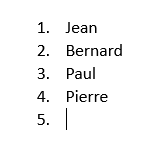 1. Jean
2. Bernard
3. Paul
4. Pierre
5.